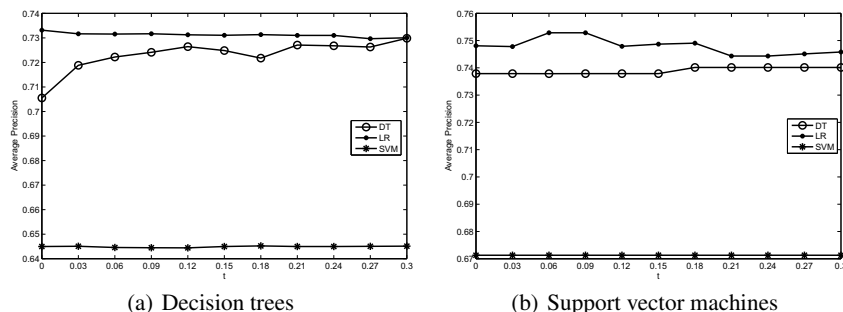 0.74
0.73
0.72
0.71
0.7
0.69
0.68
0.67
0.66
0.65
0.64
0 0.03 0.06 0.09 0.12 0.15 0.18 0.21 0.24 0.27 0.3
t
Average Precision
DT
LR
SVM
(a) Decision trees
0.76
0.75
0.74
0.73
0.72
0.71
0.7
0.69
0.68
0.67
0 0.03 0.06 0.09 0.12 0.15 0.18 0.21 0.24 0.27 0.3
t
Average Precision
DT
LR
SVM
(b) Support vector machines